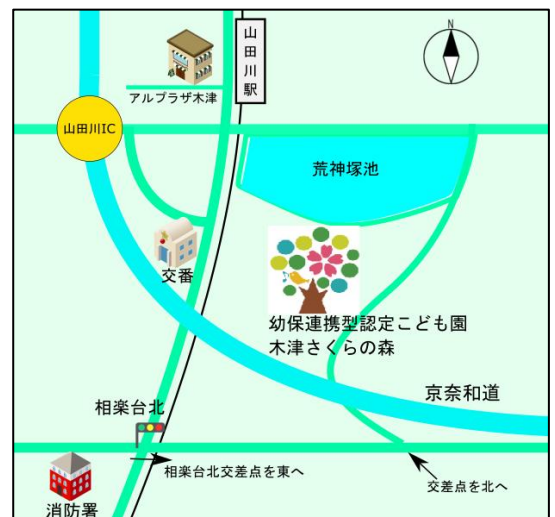 N
山田川駅
アルプラザ木津
山田川IC
荒神塚池
交番
幼保連携型認定こども園
木津さくらの森
京奈和道
相楽台北
相楽台北交差点を東へ
交差点を北へ
消防署